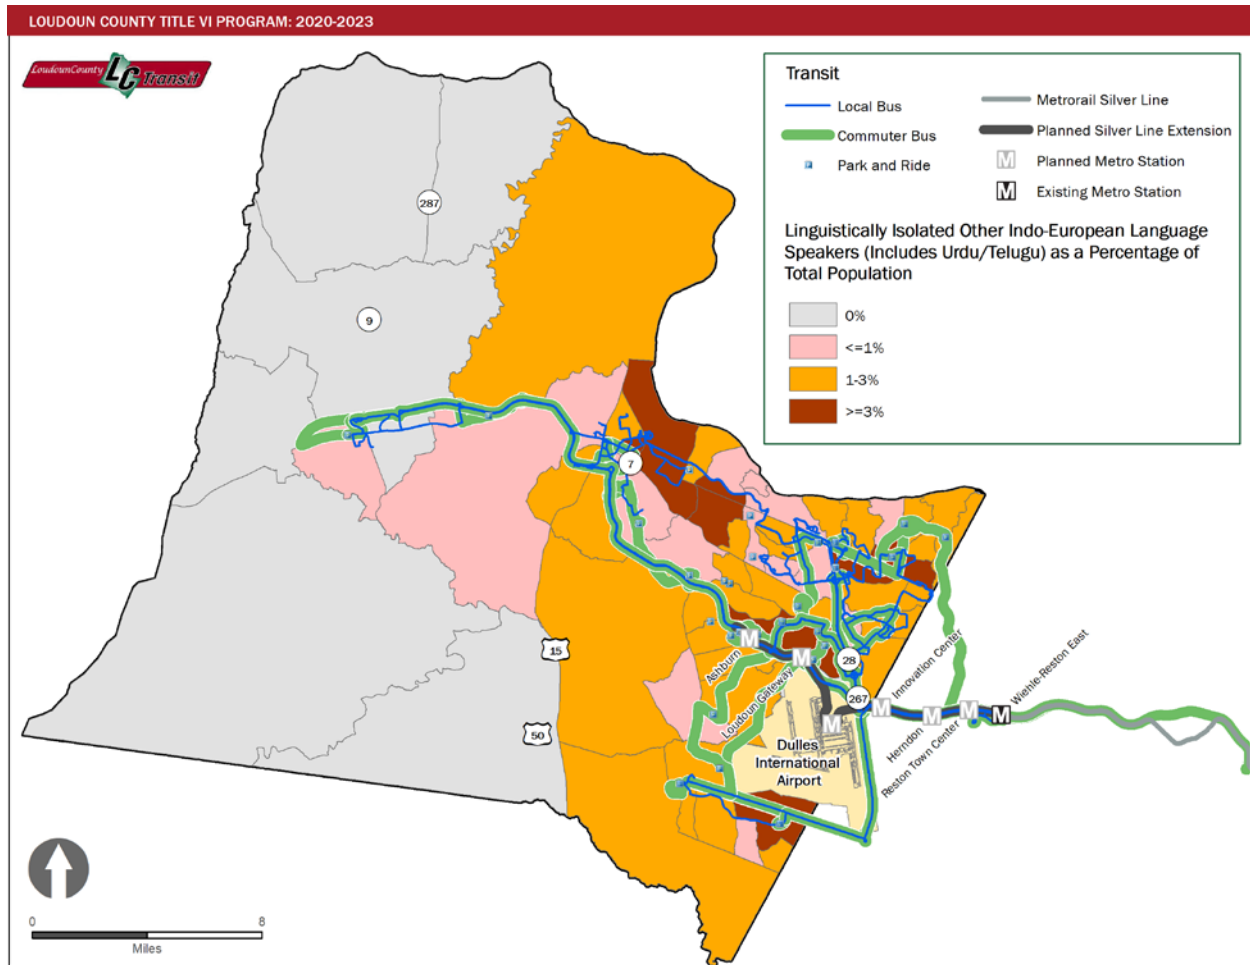 LOUDOUN COUNTY TITLE VI PROGRAM: 2020-2023
LoudounCounty LC Transit
Transit
Local Bus
Commuter Bus
Park and Ride
Metrorail Silver Line
Planned Silver Line Extension
M Planned Metro Station
M Existing Metro Station
Linguistically Isolated Other Indo-European Language
Speakers (Includes Urdu/Telugu) as a Percentage of
Total Population
0%
<=1%
1-3%
>=3%
287
9
7
15
50
28
267
Ashburn
Loudoun Gateway
Innovation Center
Wiehle-Reston East
Herndon
Reston Town Center
M
M
M
M
M
M
M
Dulles
International
Airport
0
8
Miles